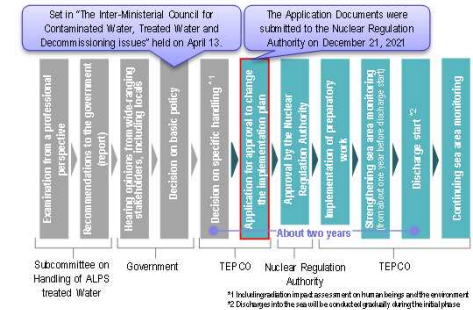 Set in "The Inter-Ministerial Council for
Contaminated Water, Treated Water and
Decommissioning issues" held on April 13.
The Application Documents were
submitted to the Nuclear Regulation
Authority on December 21, 2021
Examination from a professional
perspective
Recommendations to the government
(report)
Hearing opinions from wide-ranging
stakeholders, including locals
Decision on basic policy
Decision on specific handling *1
Application for approval to change
the implementation plan
Approval by the Nuclear
Regulation Authority
Implementation of preparatory
work
Strengthening sea area monitoring
(from about one year before discharge start)
Discharge start *2
Continuing sea area monitoring
About two years
Subcommittee on
Handling of ALPS
treated Water
Government
TEPCO
Nuclear Regulation
Authority
TEPCO
*1 Including radiation impact assessment on human beings and the environment
*2 Discharges into the sea will be conducted gradually during the initial phase